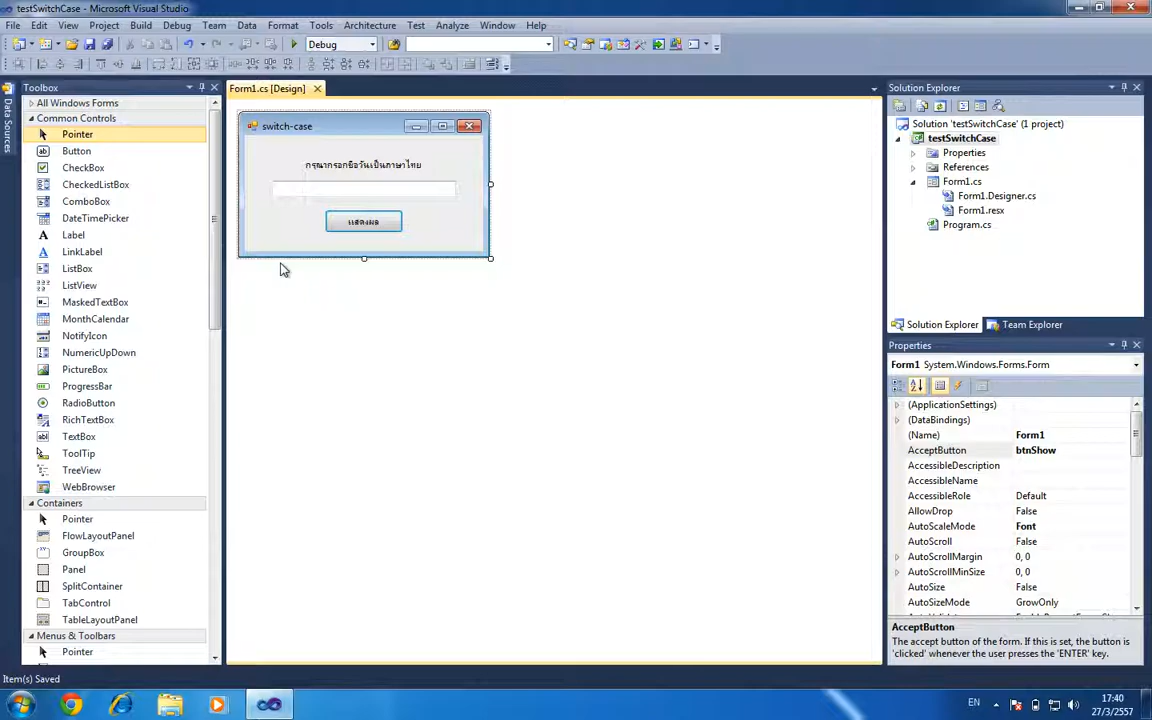 testSwitchCase - Microsoft Visual Studio
File Edit View Project Build Debug Team Data Format Tools Architecture Test Analyze Window Help
Debug
Data Sources
Toolbox
All Windows Forms
Common Controls
Pointer
Button
CheckBox
CheckedListBox
ComboBox
DateTimePicker
Label
LinkLabel
ListBox
ListView
MaskedTextBox
MonthCalendar
NotifyIcon
NumericUpDown
PictureBox
ProgressBar
RadioButton
RichTextBox
TextBox
ToolTip
TreeView
WebBrowser
Containers
Pointer
FlowLayoutPanel
GroupBox
Panel
SplitContainer
TabControl
TableLayoutPanel
Menus & Toolbars
Pointer
Form1.cs [Design]
switch-case
กรุณากรอกชื่อวันเป็นภาษาไทย
แสดงผล
Solution Explorer
Solution 'testSwitchCase' (1 project)
testSwitchCase
Properties
References
Form1.cs
Form1.Designer.cs
Form1.resx
Program.cs
Solution Explorer Team Explorer
Properties
Form1 System.Windows.Forms.Form
(ApplicationSettings)
(DataBindings)
(Name) Form1
AcceptButton btnShow
AccessibleDescription
AccessibleName
AccessibleRole Default
AllowDrop False
AutoScaleMode Font
AutoScroll False
AutoScrollMargin 0, 0
AutoScrollMinSize 0, 0
AutoSize False
AutoSizeMode GrowOnly
AcceptButton
The accept button of the form. If this is set, the button is
'clicked' whenever the user presses the 'ENTER' key.
Item(s) Saved
EN
17:40
27/3/2557